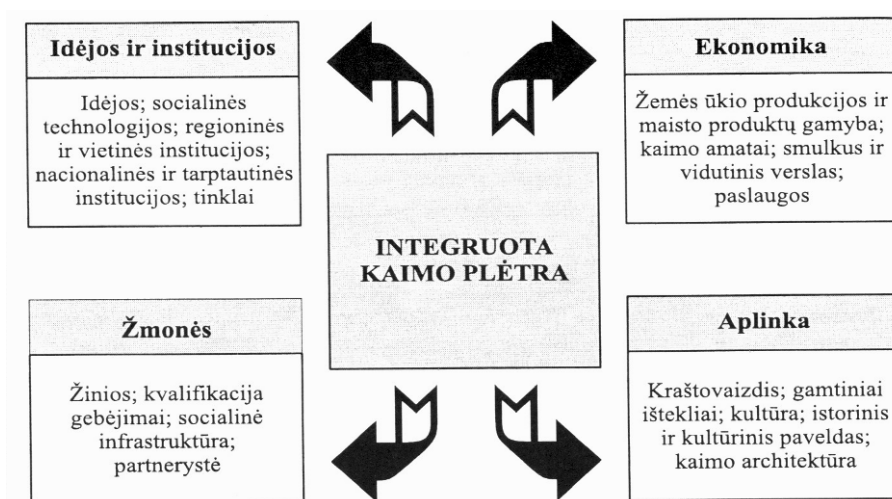 Idėjos ir institucijos
Idėjos; socialinės
technologijos; regioninės
ir vietinės institucijos;
nacionalinės ir tarptautinės
institucijos; tinklai
Ekonomika
Žemės ūkio produkcijos ir
maisto produktų gamyba;
kaimo amatai; smulkus ir
vidutinis verslas;
paslaugos
INTEGRUOTA
KAIMO PLĖTRA
Žmonės
Žinios; kvalifikacija
gebėjimai; socialinė
infrastruktūra;
partnerystė
Aplinka
Kraštovaizdis; gamtiniai
ištekliai; kultūra; istorinis
ir kultūrinis paveldas;
kaimo architektūra